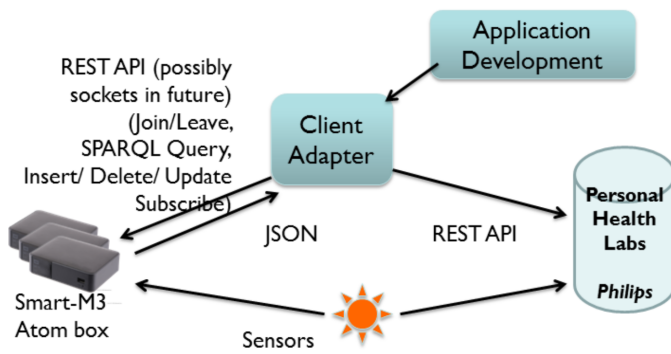 Application
Development
REST API (possibly
sockets in future)
(Join/Leave,
SPARQL Query,
Insert/ Delete/ Update
Subscribe)
Client
Adapter
JSON
REST API
Personal
Health
Labs
Philips
Smart-M3
Atom box
Sensors